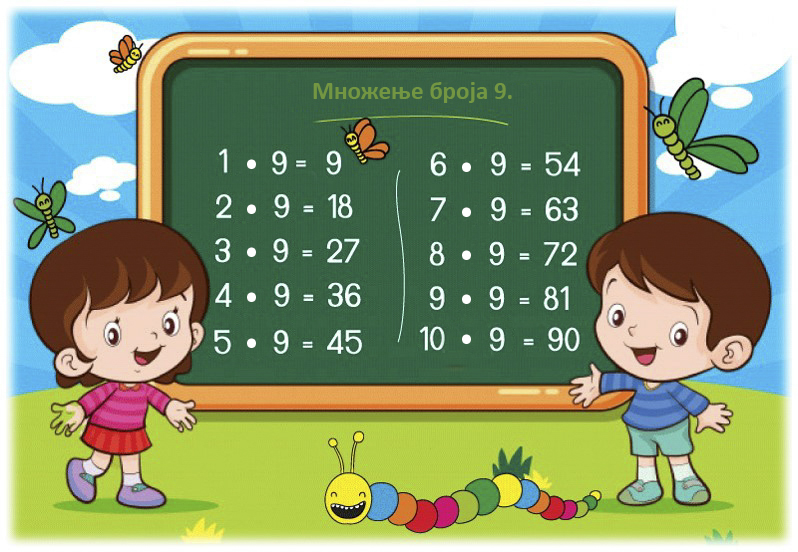 Множење броја 9.
1 • 9 = 9
2 • 9 = 18
3 • 9 = 27
4 • 9 = 36
5 • 9 = 45
6 • 9 = 54
7 • 9 = 63
8 • 9 = 72
9 • 9 = 81
10 • 9 = 90